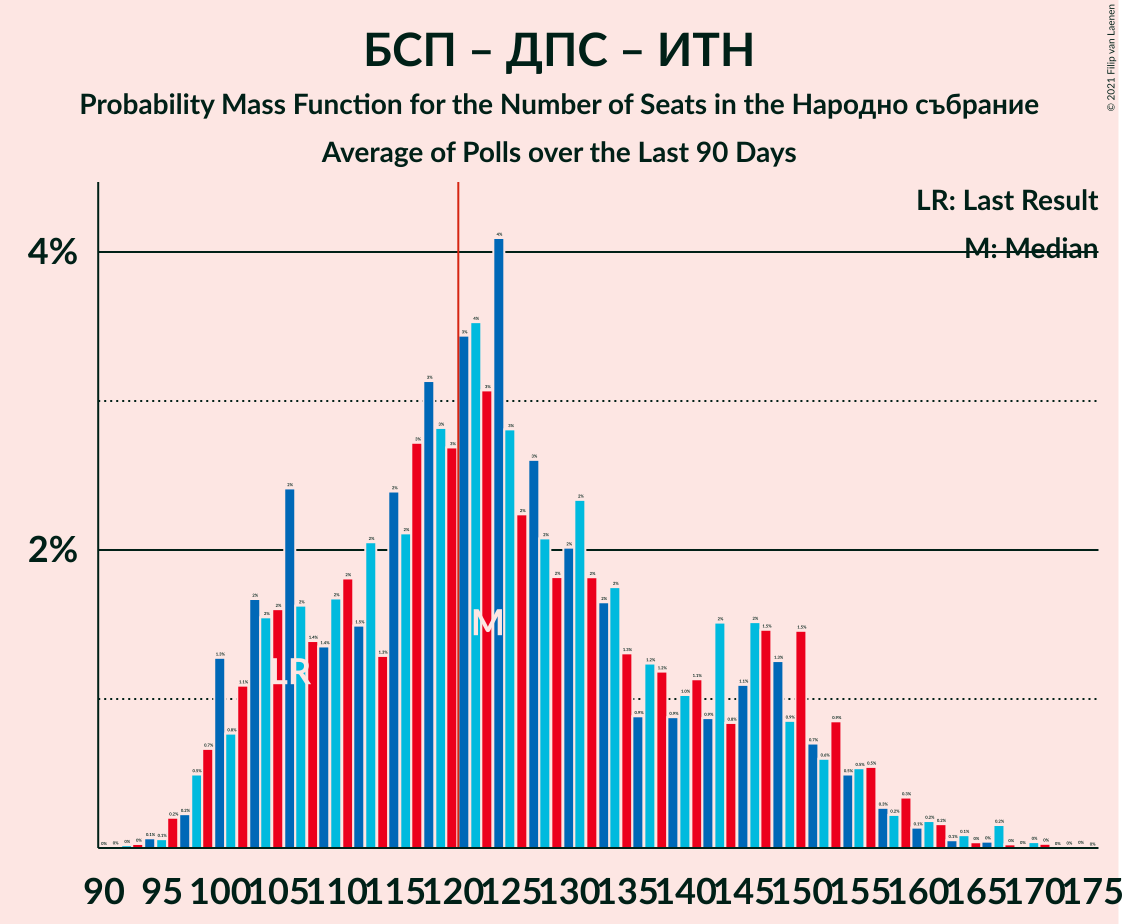 БСП – ДПС – ИТН
Probability Mass Function for the Number of Seats in the Народно събрание
Average of Polls over the Last 90 Days
© 2021 Filip van Laenen
LR: Last Result
M: Median
4%
2%
LR
M
90 95 100 105 110 115 120 125 130 135 140 145 150 155 160 165 170 175